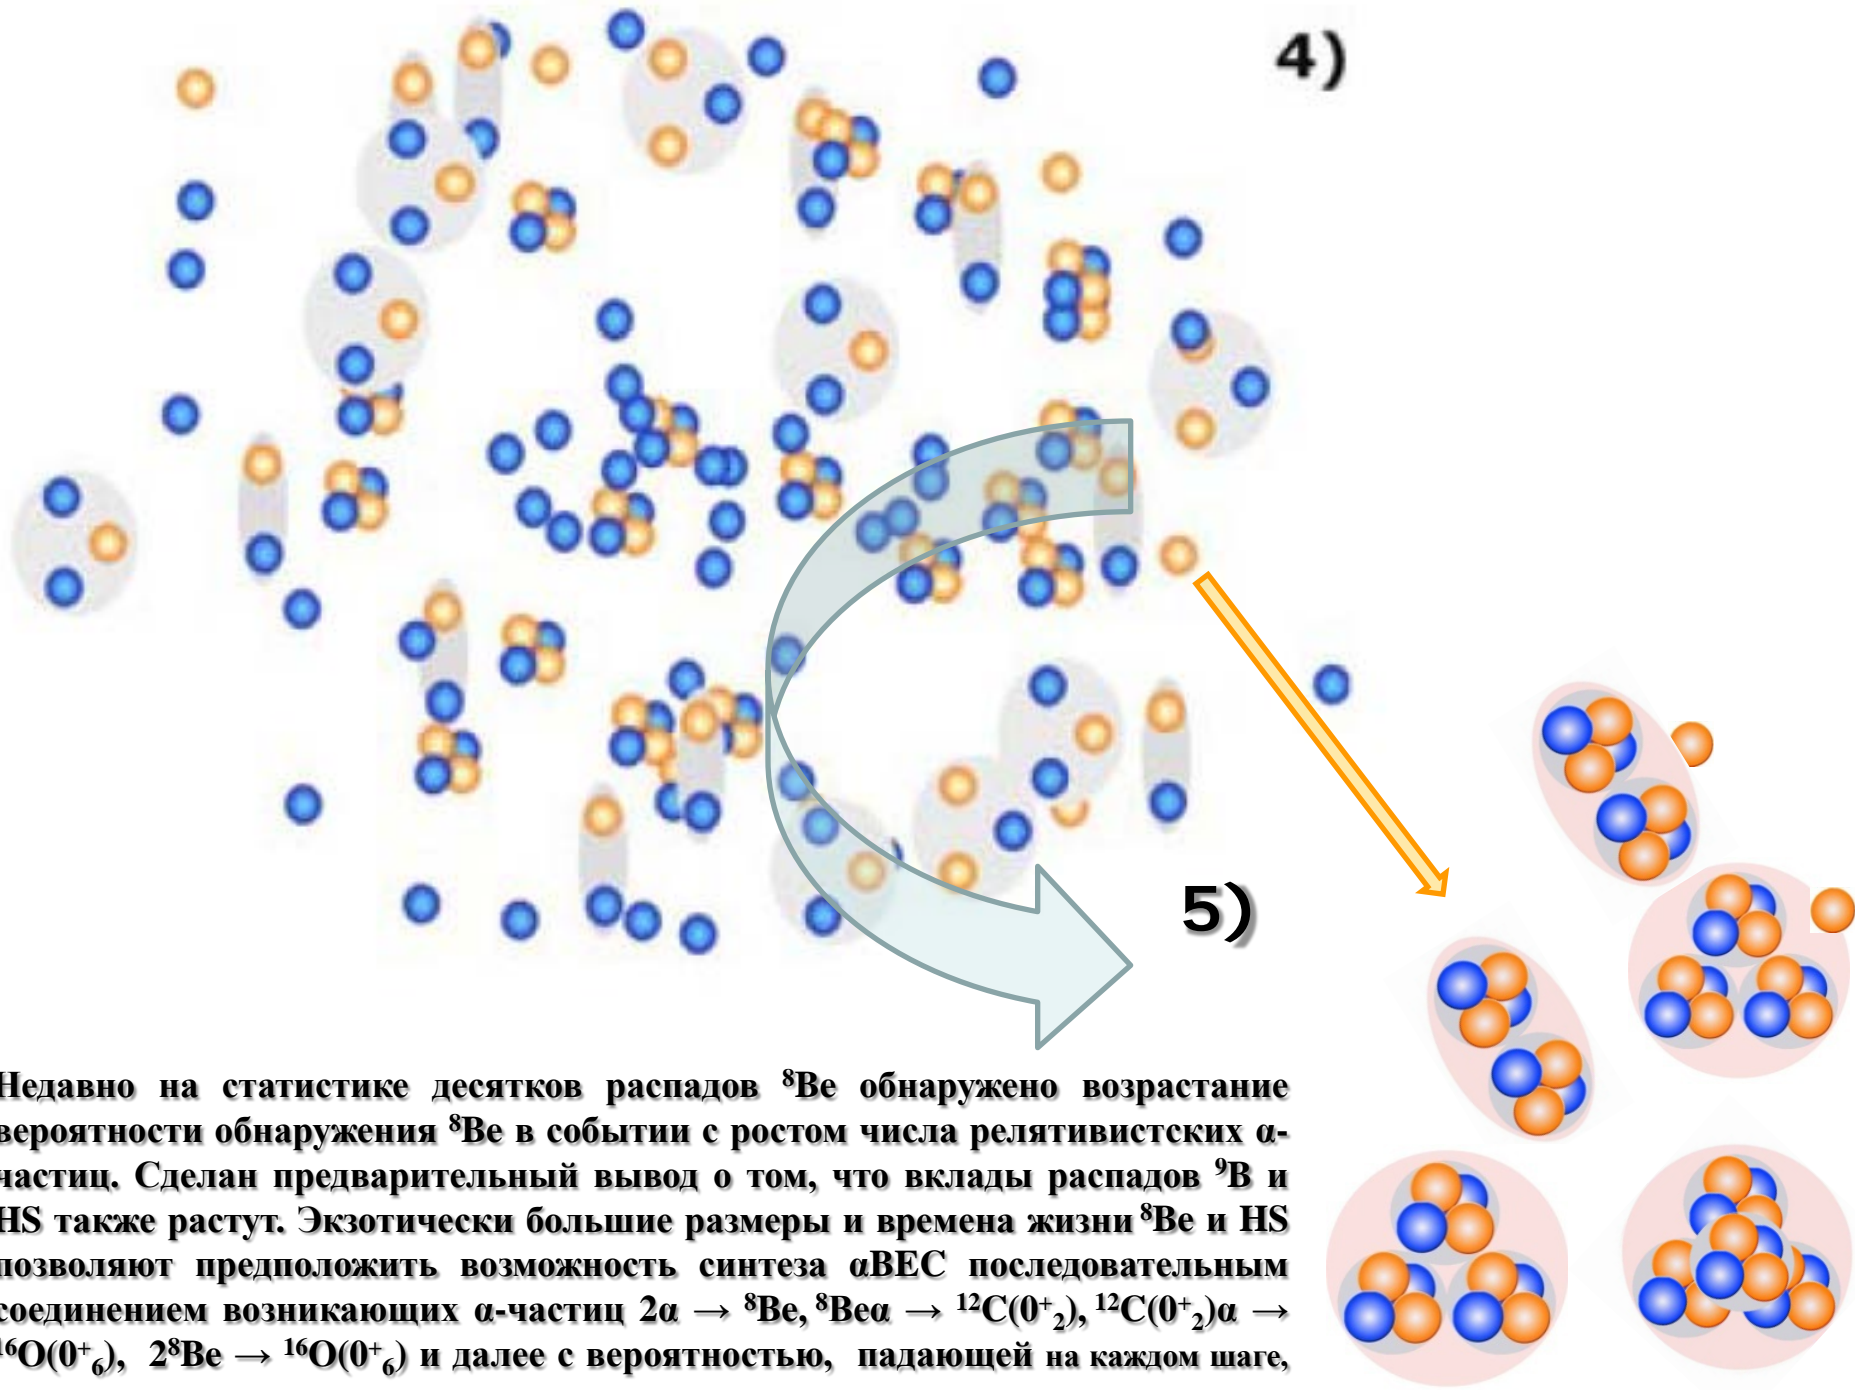 4)
5)
Недавно на статистике десятков распадов ⁸Be обнаружено возрастание
вероятности обнаружения ⁸Be в событии с ростом числа релятивистских α-
частиц. Сделан предварительный вывод о том, что вклады распадов ⁹B и
HS также растут. Экзотически большие размеры и времена жизни ⁸Be и HS
позволяют предположить возможность синтеза αBEC последовательным
соединением возникающих α-частиц 2α → ⁸Be, ⁸Beα → ¹²C(0⁺₂), ¹²C(0⁺₂)α →
¹⁶O(0⁺₆), 2⁸Be → ¹⁶O(0⁺₆) и далее с вероятностью, падающей на каждом шаге,